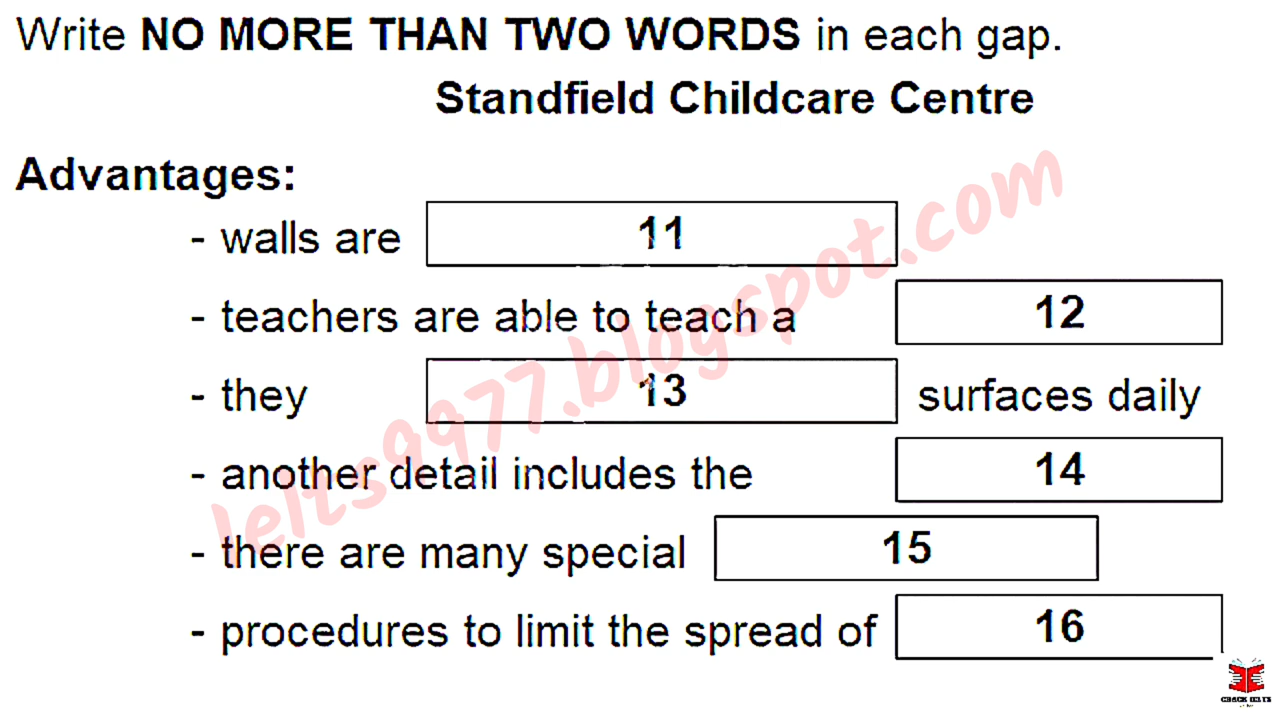 Write NO MORE THAN TWO WORDS in each gap.
Standfield Childcare Centre
Advantages:
- walls are 11
- teachers are able to teach a 12
- they 13 surfaces daily
- another detail includes the 14
- there are many special 15
- procedures to limit the spread of 16
Ielts9977.blogspot.com
CRACK IELTS